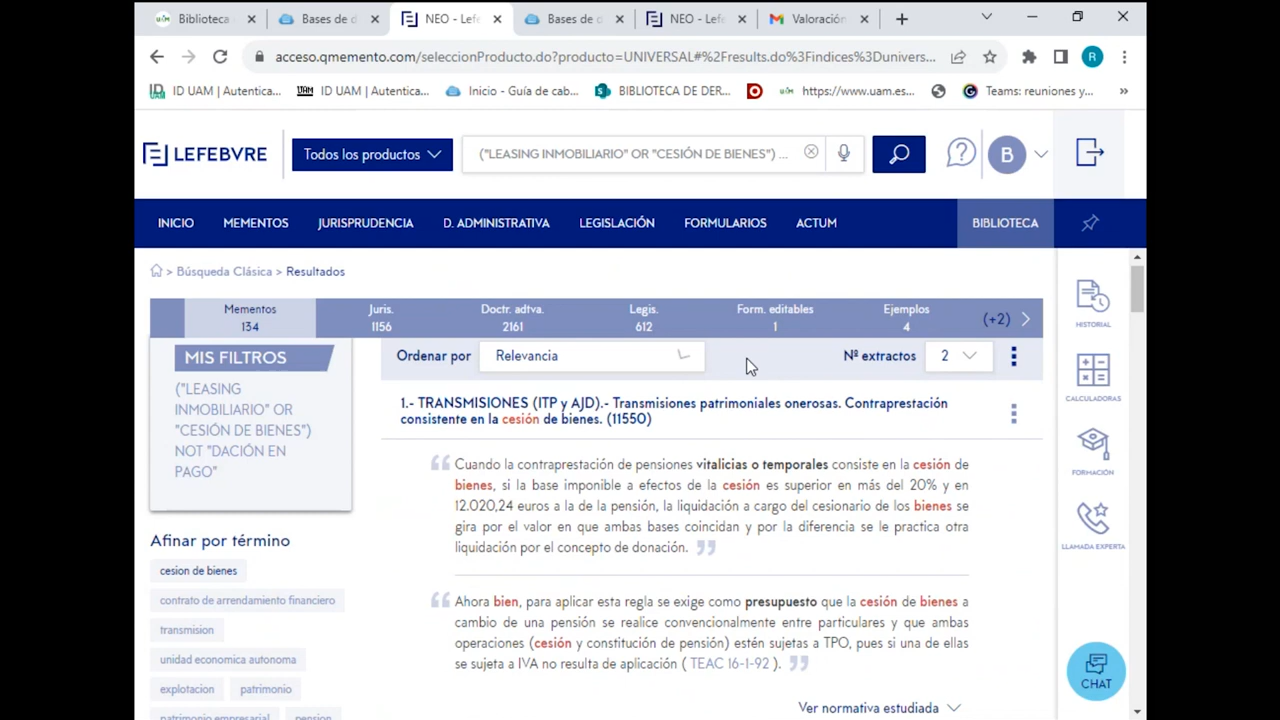 Biblioteca
Bases de d
NEO - Lefe
Bases de d
NEO - Lefe
Valoración
acceso.qmemento.com/seleccionProducto.do?producto=UNIVERSAL#%2Fresults.do%3Findices%3Dunivers...
R
ID UAM | Autentica...
UAM ID UAM | Autentica...
Inicio - Guía de cab...
BIBLIOTECA DE DER...
https://www.uam.es...
Teams: reuniones y...
»
LEFEBVRE
Todos los productos
("LEASING INMOBILIARIO" OR "CESIÓN DE BIENES") ...
B
INICIO
MEMENTOS
JURISPRUDENCIA
D. ADMINISTRATIVA
LEGISLACIÓN
FORMULARIOS
ACTUM
BIBLIOTECA
> Búsqueda Clásica > Resultados
Mementos
134
Juris.
1156
Doctr. adtva.
2161
Legis.
612
Form. editables
1
Ejemplos
4
(+2)
MIS FILTROS
("LEASING
INMOBILIARIO" OR
"CESIÓN DE BIENES")
NOT "DACIÓN EN
PAGO"
Afinar por término
cesion de bienes
contrato de arrendamiento financiero
transmision
unidad economica autonoma
explotacion
patrimonio
patrimonio empresarial
pension
Ordenar por
Relevancia
Nº extractos
2
1.- TRANSMISIONES (ITP y AJD).- Transmisiones patrimoniales onerosas. Contraprestación
consistente en la cesión de bienes. (11550)
Cuando la contraprestación de pensiones vitalicias o temporales consiste en la cesión de
bienes, si la base imponible a efectos de la cesión es superior en más del 20% y en
12.020,24 euros a la de la pensión, la liquidación a cargo del cesionario de los bienes se
gira por el valor en que ambas bases coincidan y por la diferencia se le practica otra
liquidación por el concepto de donación.
Ahora bien, para aplicar esta regla se exige como presupuesto que la cesión de bienes a
cambio de una pensión se realice convencionalmente entre particulares y que ambas
operaciones (cesión y constitución de pensión) estén sujetas a TPO, pues si una de ellas
se sujeta a IVA no resulta de aplicación ( TEAC 16-1-92 ).
Ver normativa estudiada
HISTORIAL
CALCULADORAS
FORMACIÓN
LLAMADA EXPERTA
CHAT